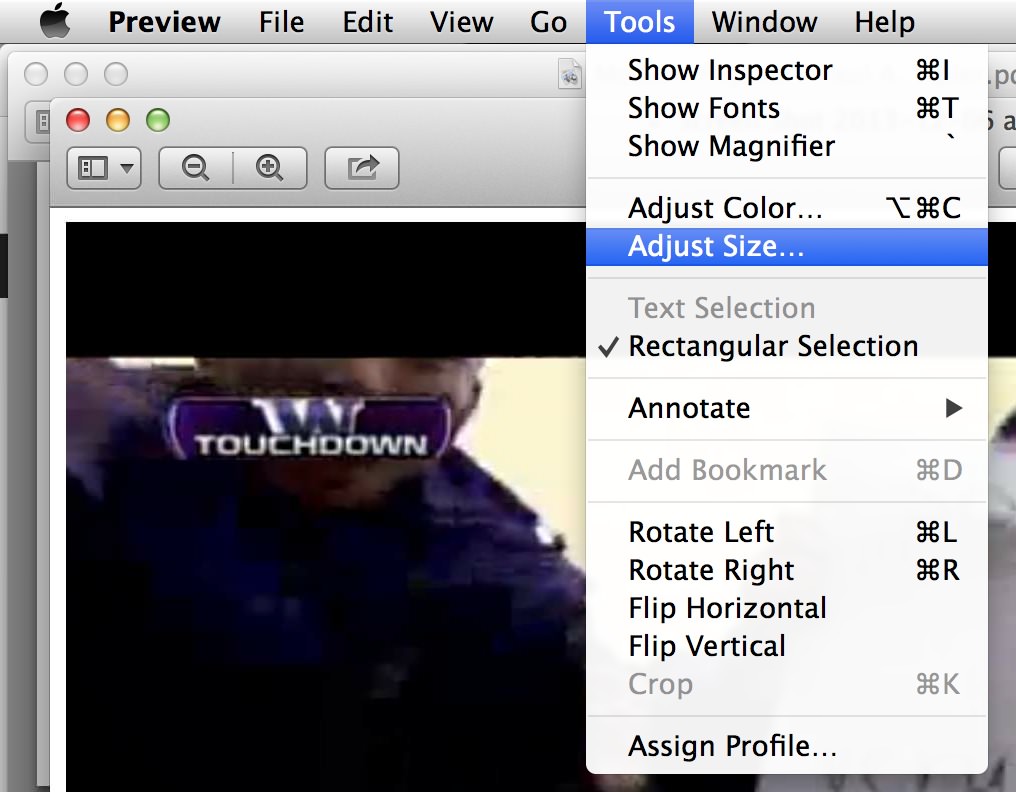 Preview File Edit View Go Tools Window Help
Show Inspector ⌘I
Show Fonts ⌘T
Show Magnifier `
Adjust Color... ⌥⌘C
Adjust Size...
Text Selection
✓ Rectangular Selection
Annotate ▶
Add Bookmark ⌘D
Rotate Left ⌘L
Rotate Right ⌘R
Flip Horizontal
Flip Vertical
Crop ⌘K
Assign Profile...
W
TOUCHDOWN